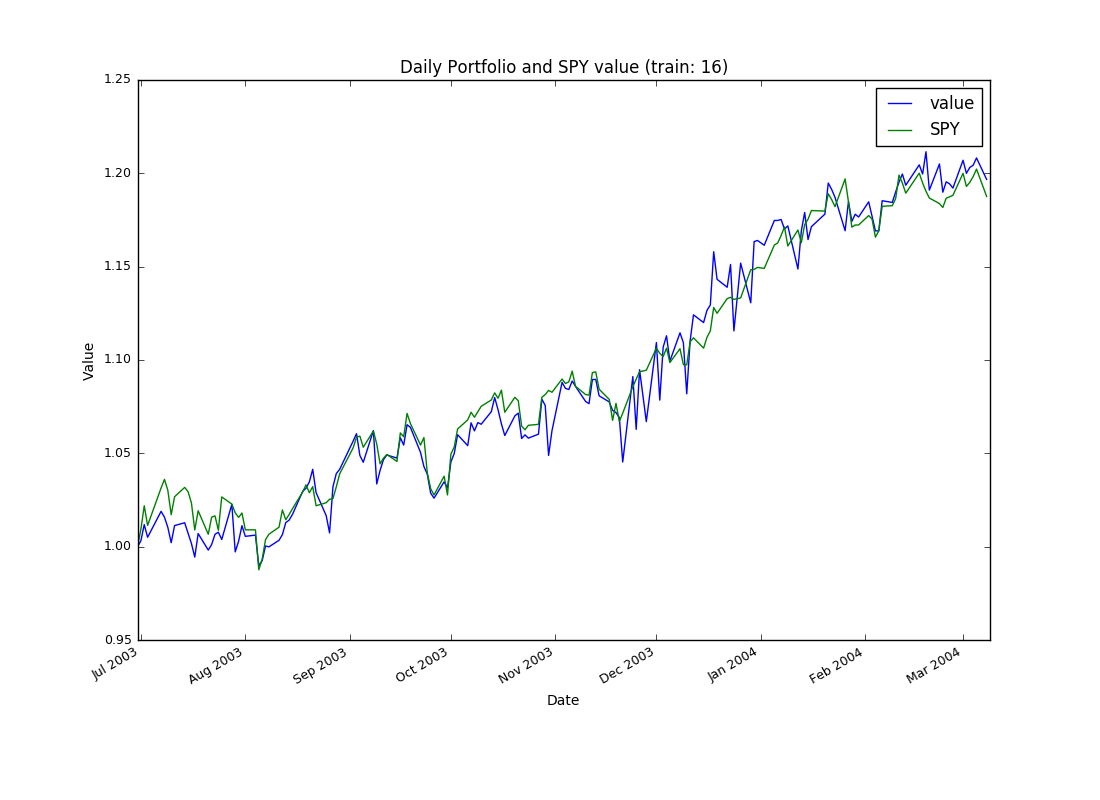 Daily Portfolio and SPY value (train: 16)
value
SPY
1.25
1.20
1.15
1.10
1.05
1.00
0.95
Value
Jul 2003
Aug 2003
Sep 2003
Oct 2003
Nov 2003
Dec 2003
Jan 2004
Feb 2004
Mar 2004
Date